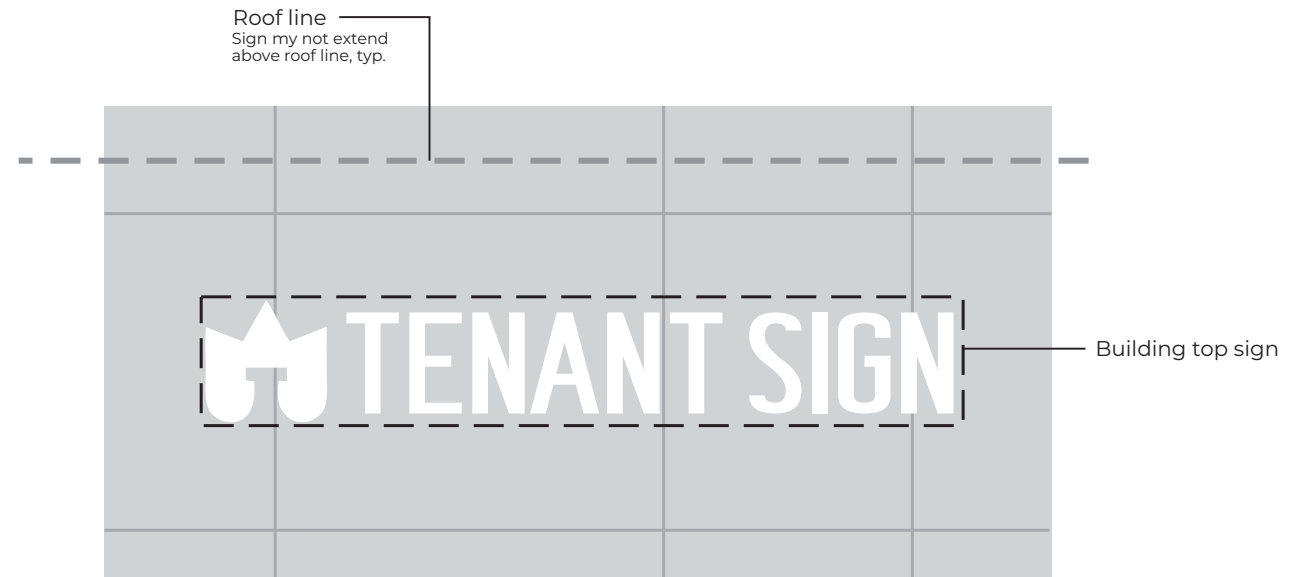 Roof line
Sign my not extend
above roof line, typ.
TENANT SIGN
Building top sign